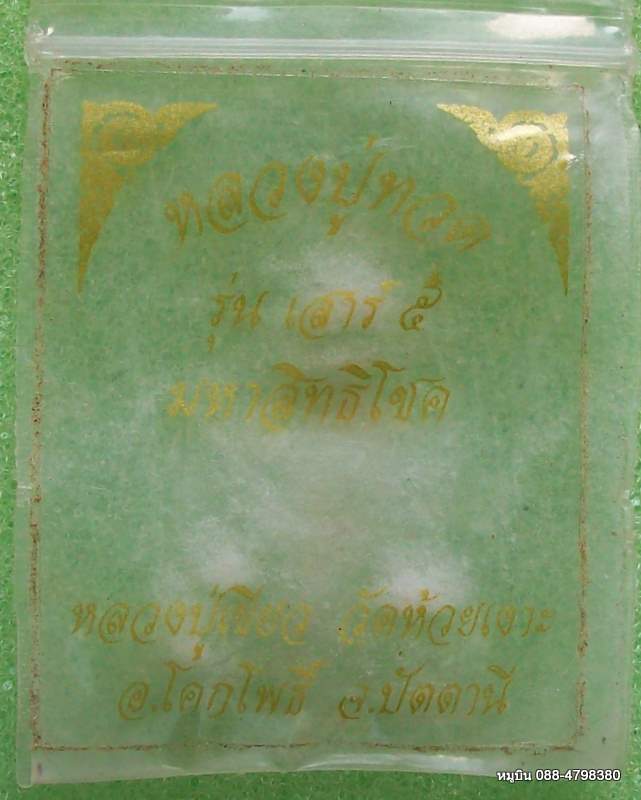 หลวงปู่ทวด
รุ่น เสาร์ ๕
มหาสิทธิโชค
หลวงปู่เขียว วัดห้วยเงาะ
อ.โคกโพธิ์ จ.ปัตตานี
หมูบิน 088-4798380